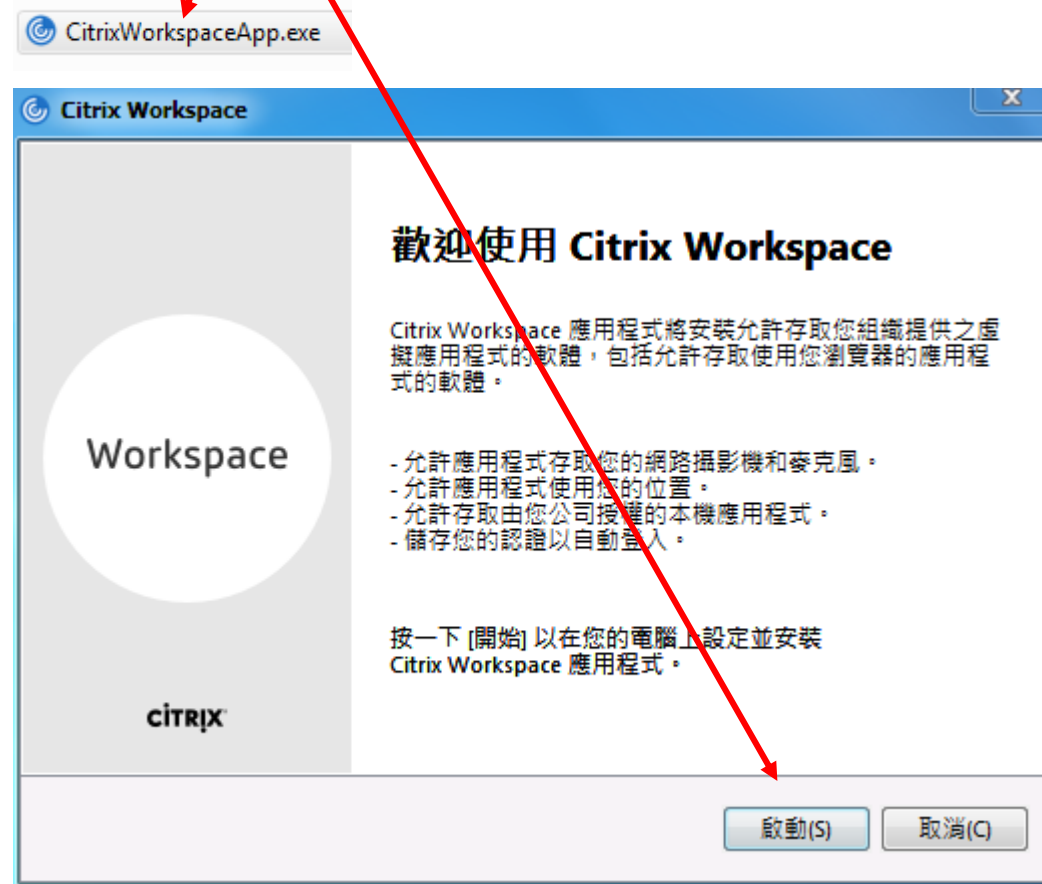 CitrixWorkspaceApp.exe
Citrix Workspace
歡迎使用 Citrix Workspace
Citrix Workspace 應用程式將安裝允許存取您組織提供之虛
擬應用程式的軟體，包括允許存取使用您瀏覽器的應用程
式的軟體。
Workspace
- 允許應用程式存取您的網路攝影機和麥克風。
- 允許應用程式使用您的位置。
- 允許存取由您公司授權的本機應用程式。
- 儲存您的認證以自動登入。
按一下 [開始] 以在您的電腦上設定並安裝
Citrix Workspace 應用程式。
CİTRIX
啟動(S)
取消(C)